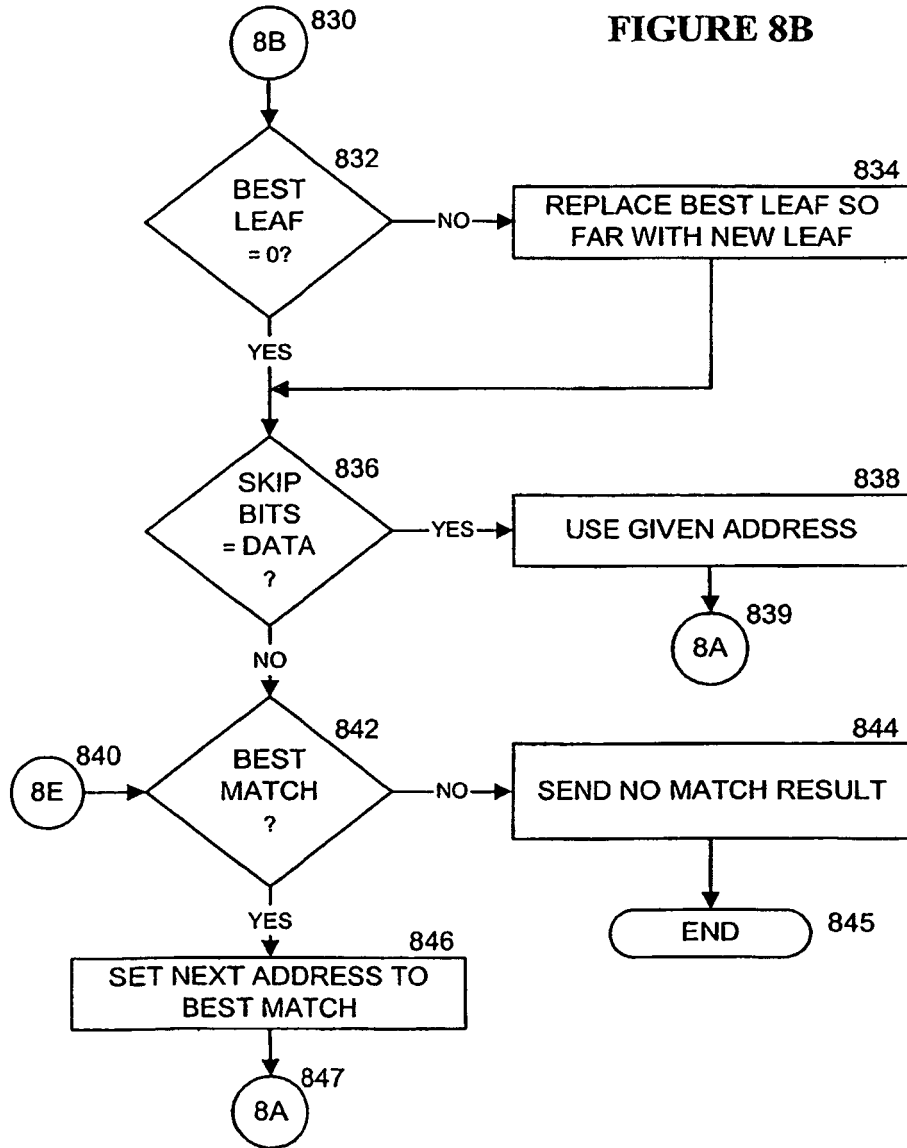 830
FIGURE 8B
8B
832
BEST
LEAF
= 0?
NO
834
REPLACE BEST LEAF SO
FAR WITH NEW LEAF
YES
836
SKIP
BITS
= DATA
?
YES
838
USE GIVEN ADDRESS
839
8A
NO
840
8E
842
BEST
MATCH
?
NO
844
SEND NO MATCH RESULT
END
845
YES
846
SET NEXT ADDRESS TO
BEST MATCH
847
8A